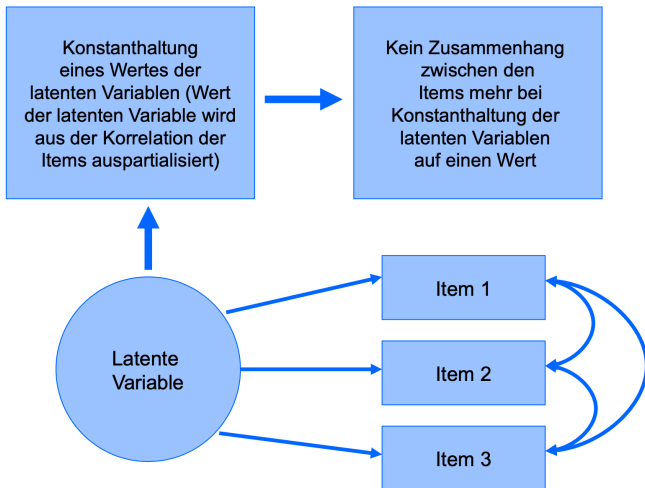 Konstanthaltung
eines Wertes der
latenten Variablen (Wert
der latenten Variable wird
aus der Korrelation der
Items auspartialisiert)
Kein Zusammenhang
zwischen den
Items mehr bei
Konstanthaltung der
latenten Variablen
auf einen Wert
Latente
Variable
Item 1
Item 2
Item 3